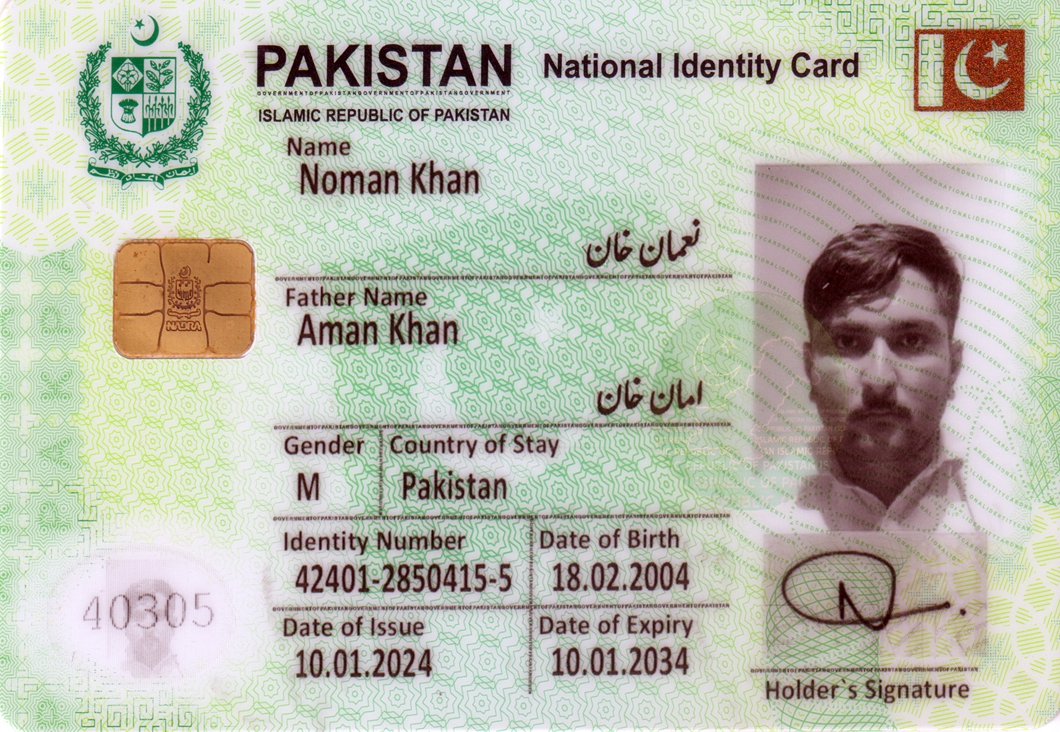 PAKISTAN National Identity Card
ISLAMIC REPUBLIC OF PAKISTAN
Name
Noman Khan
نعمان خان
Father Name
Aman Khan
امان خان
Gender Country of Stay
M Pakistan
Identity Number Date of Birth
42401-2850415-5 18.02.2004
Date of Issue Date of Expiry
10.01.2024 10.01.2034
40305
Holder`s Signature